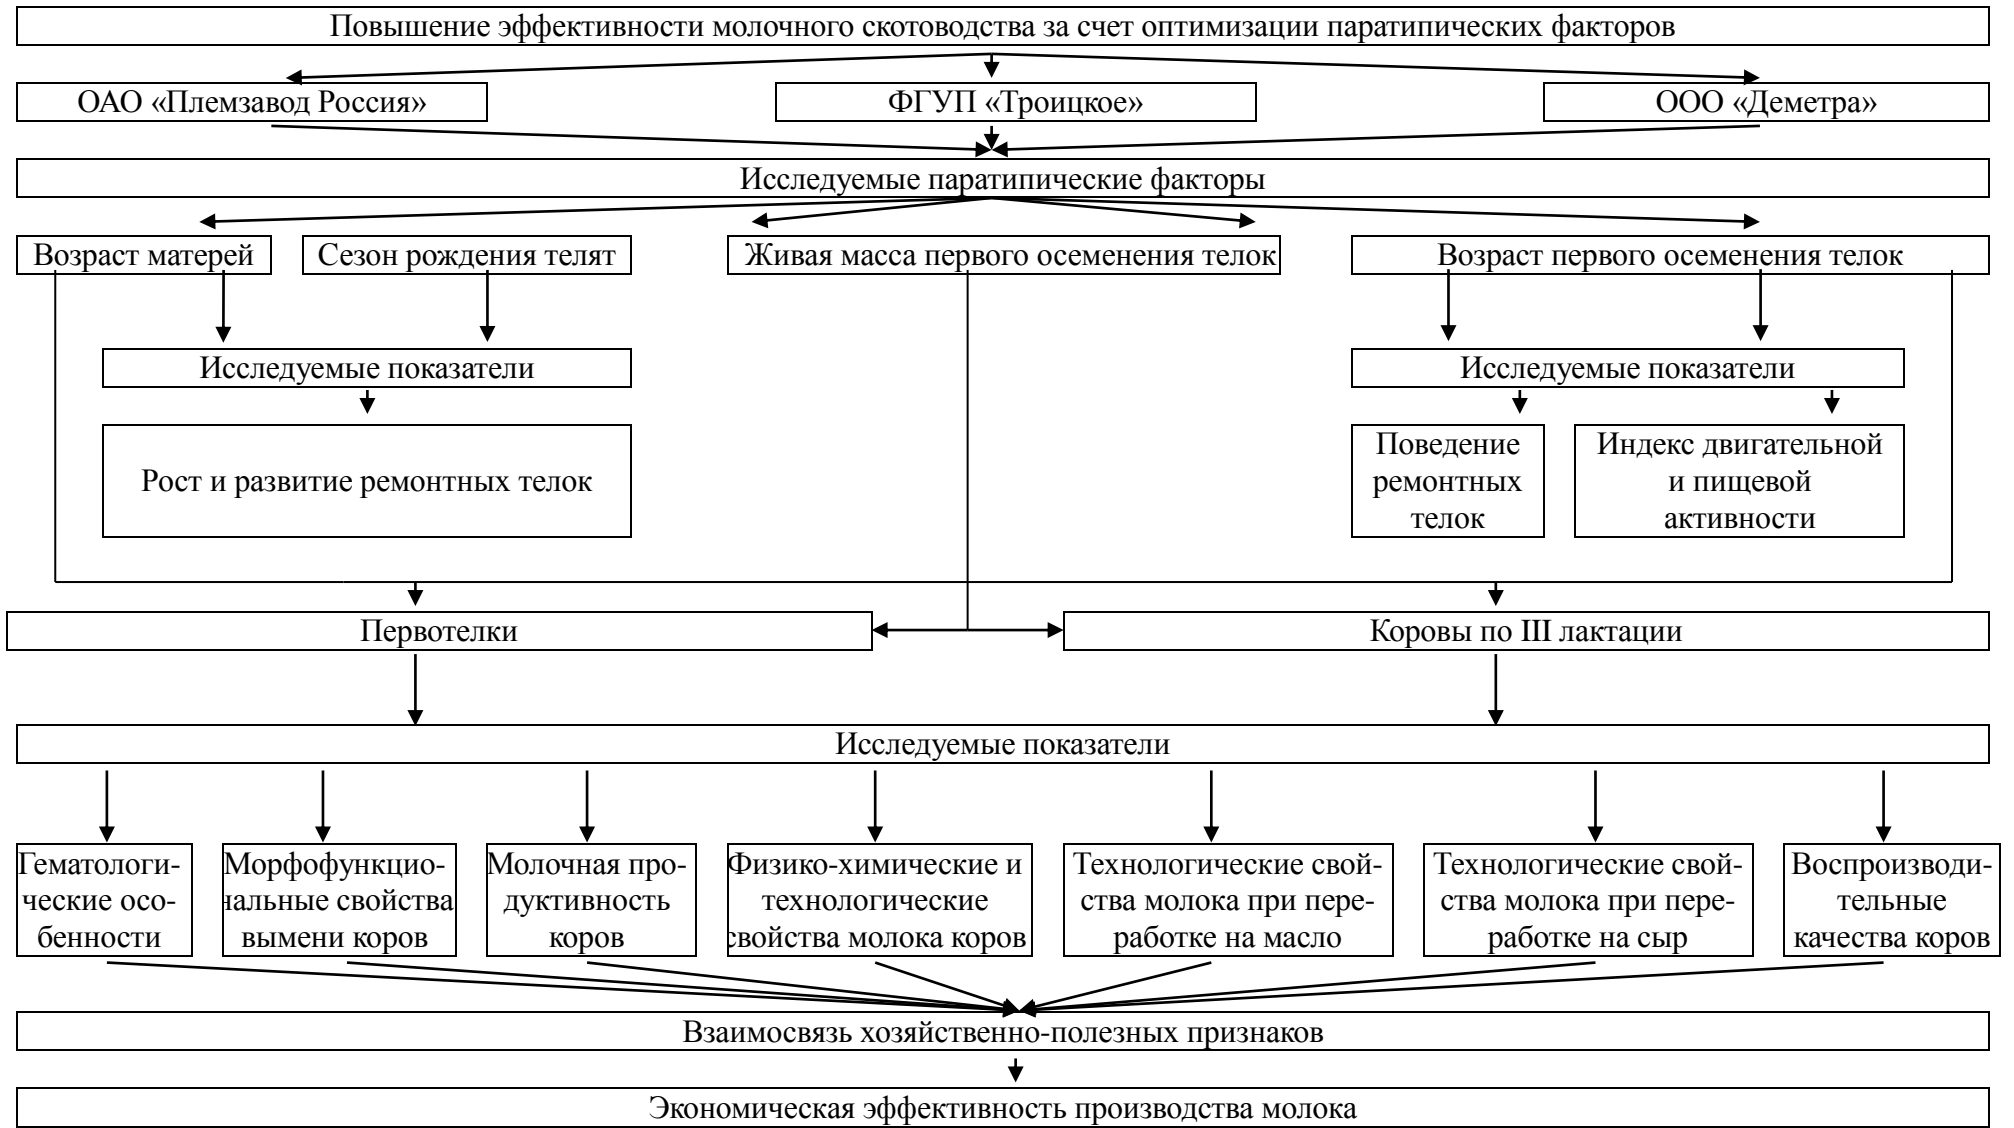 Повышение эффективности молочного скотоводства за счет оптимизации паратипических факторов
ОАО «Племзавод Россия»
ФГУП «Троицкое»
ООО «Деметра»
Исследуемые паратипические факторы
Возраст матерей
Сезон рождения телят
Живая масса первого осеменения телок
Возраст первого осеменения телок
Исследуемые показатели
Исследуемые показатели
Рост и развитие ремонтных телок
Поведение
ремонтных
телок
Индекс двигательной
и пищевой
активности
Первотелки
Коровы по III лактации
Исследуемые показатели
Гематологи-
ческие осо-
бенности
Морфофункцио-
нальные свойства
вымени коров
Молочная про-
дуктивность
коров
Физико-химические и
технологические
свойства молока коров
Технологические свой-
ства молока при пере-
работке на масло
Технологические свой-
ства молока при пере-
работке на сыр
Воспроизводи-
тельные
качества коров
Взаимосвязь хозяйственно-полезных признаков
Экономическая эффективность производства молока